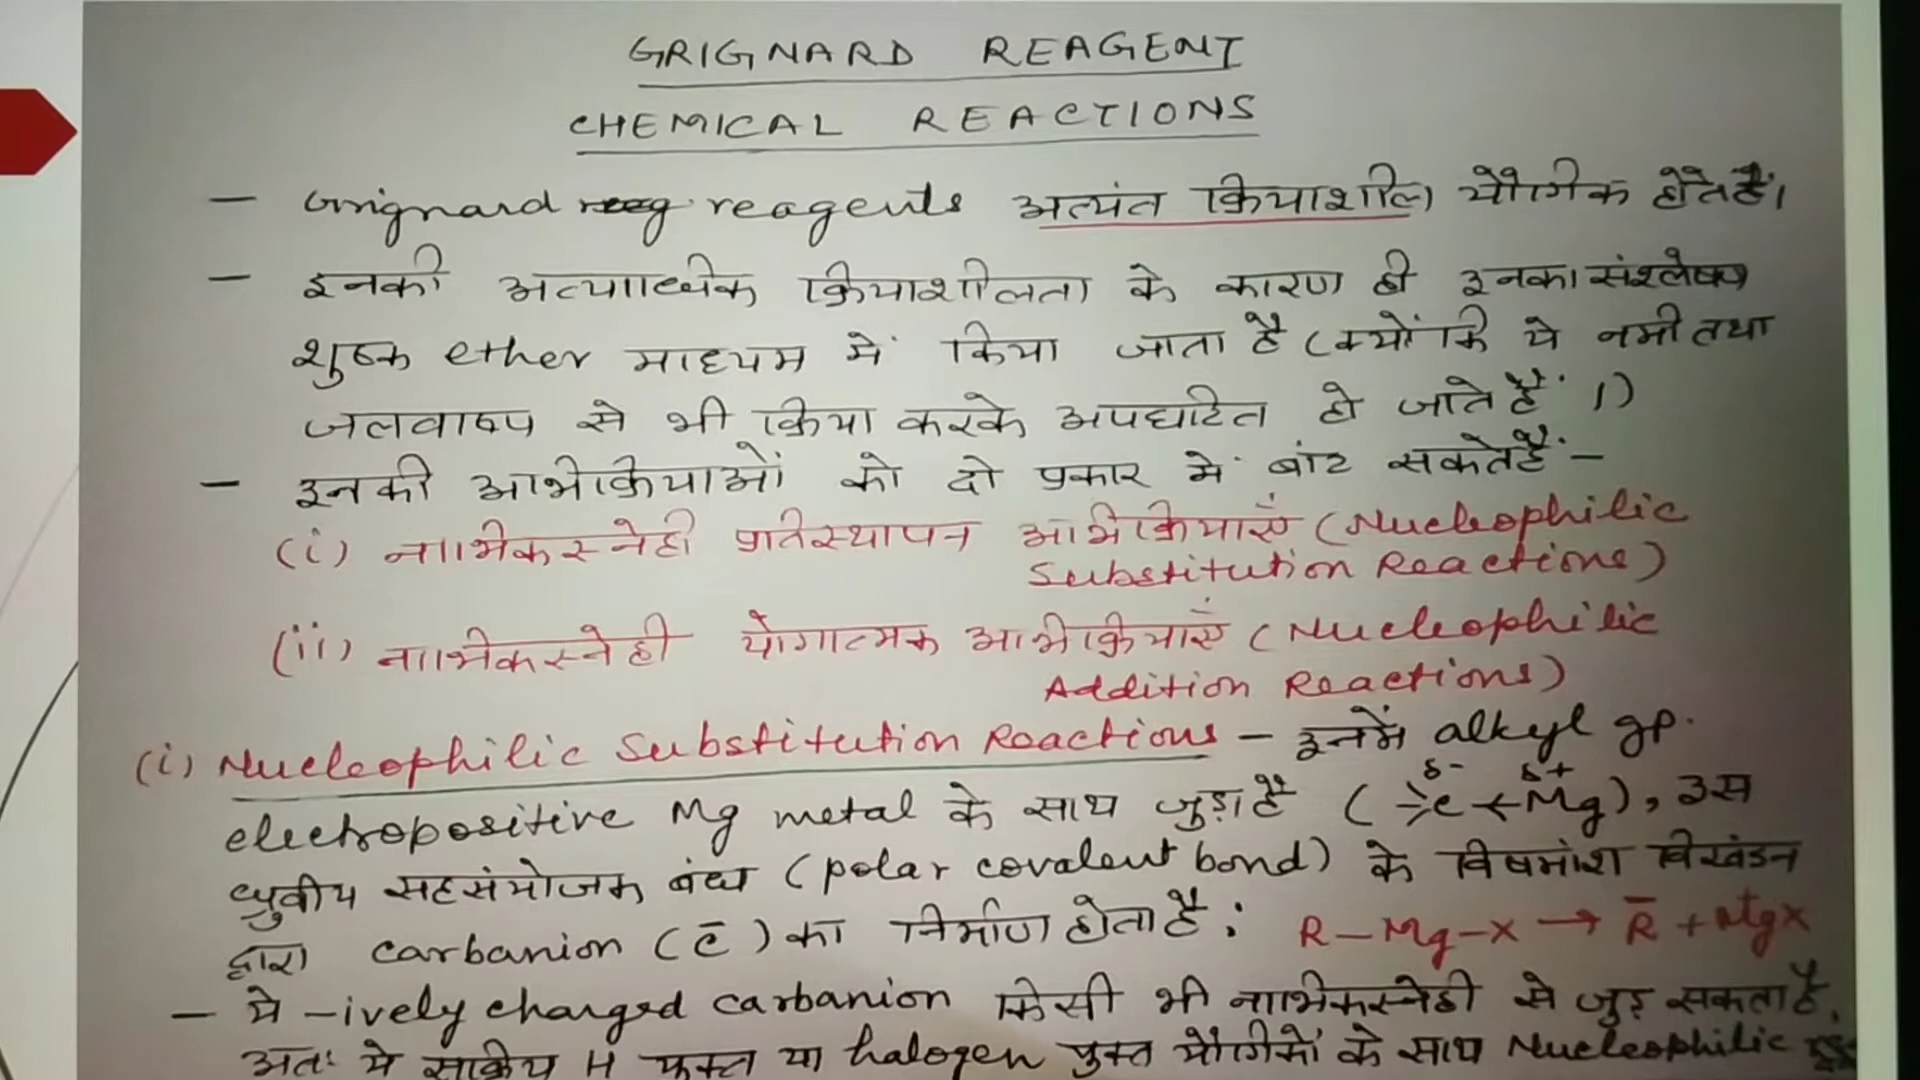 GRIGNARD REAGENT
CHEMICAL REACTIONS
– Grignard reagents अत्यंत क्रियाशील यौगिक होते हैं।
– इनकी अत्याधिक क्रियाशीलता के कारण ही इनका संश्लेषण
शुष्क ether माध्यम में किया जाता है (क्योंकि ये नमी तथा
जलवाष्प से भी क्रिया करके अपघटित हो जाते हैं।)
– इनकी अभिक्रियाओं को दो प्रकार में बांट सकते हैं –
(i) नाभिकस्नेही प्रतिस्थापन अभिक्रियाएँ (Nucleophilic
Substitution Reactions)
(ii) नाभिकस्नेही योगात्मक अभिक्रियाएँ (Nucleophilic
Addition Reactions)
(i) Nucleophilic Substitution Reactions – इनमें alkyl gp.
electropositive Mg metal के साथ जुड़ा है (δ- C ← Mg δ+), उस
ध्रुवीय सहसंयोजक बंध (polar covalent bond) के विषमांश विखंडन
द्वारा carbanion (c̄) का निर्माण होता है: R–Mg–X → R̄ + MgX
– ये -ively charged carbanion किसी भी नाभिकस्नेही से जुड़ सकता है,
अतः ये सक्रिय H युक्त या halogen युक्त यौगिकों के साथ Nucleophilic